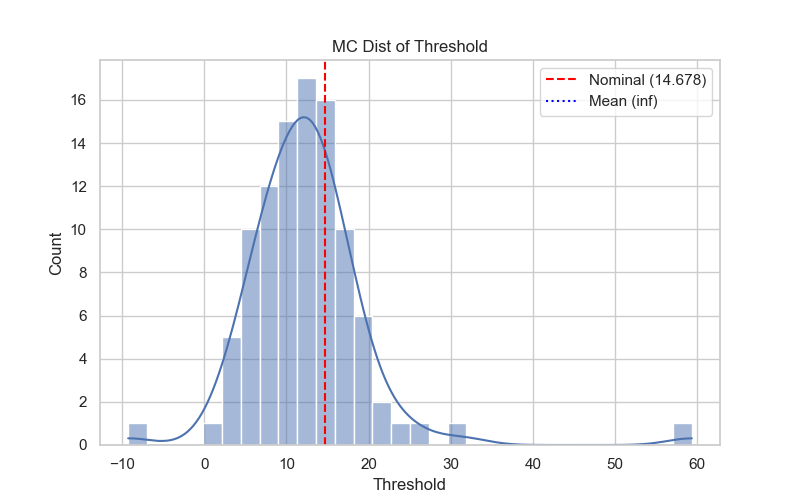 MC Dist of Threshold
Nominal (14.678)
Mean (inf)
Count
16
14
12
10
8
6
4
2
0
−10 0 10 20 30 40 50 60
Threshold